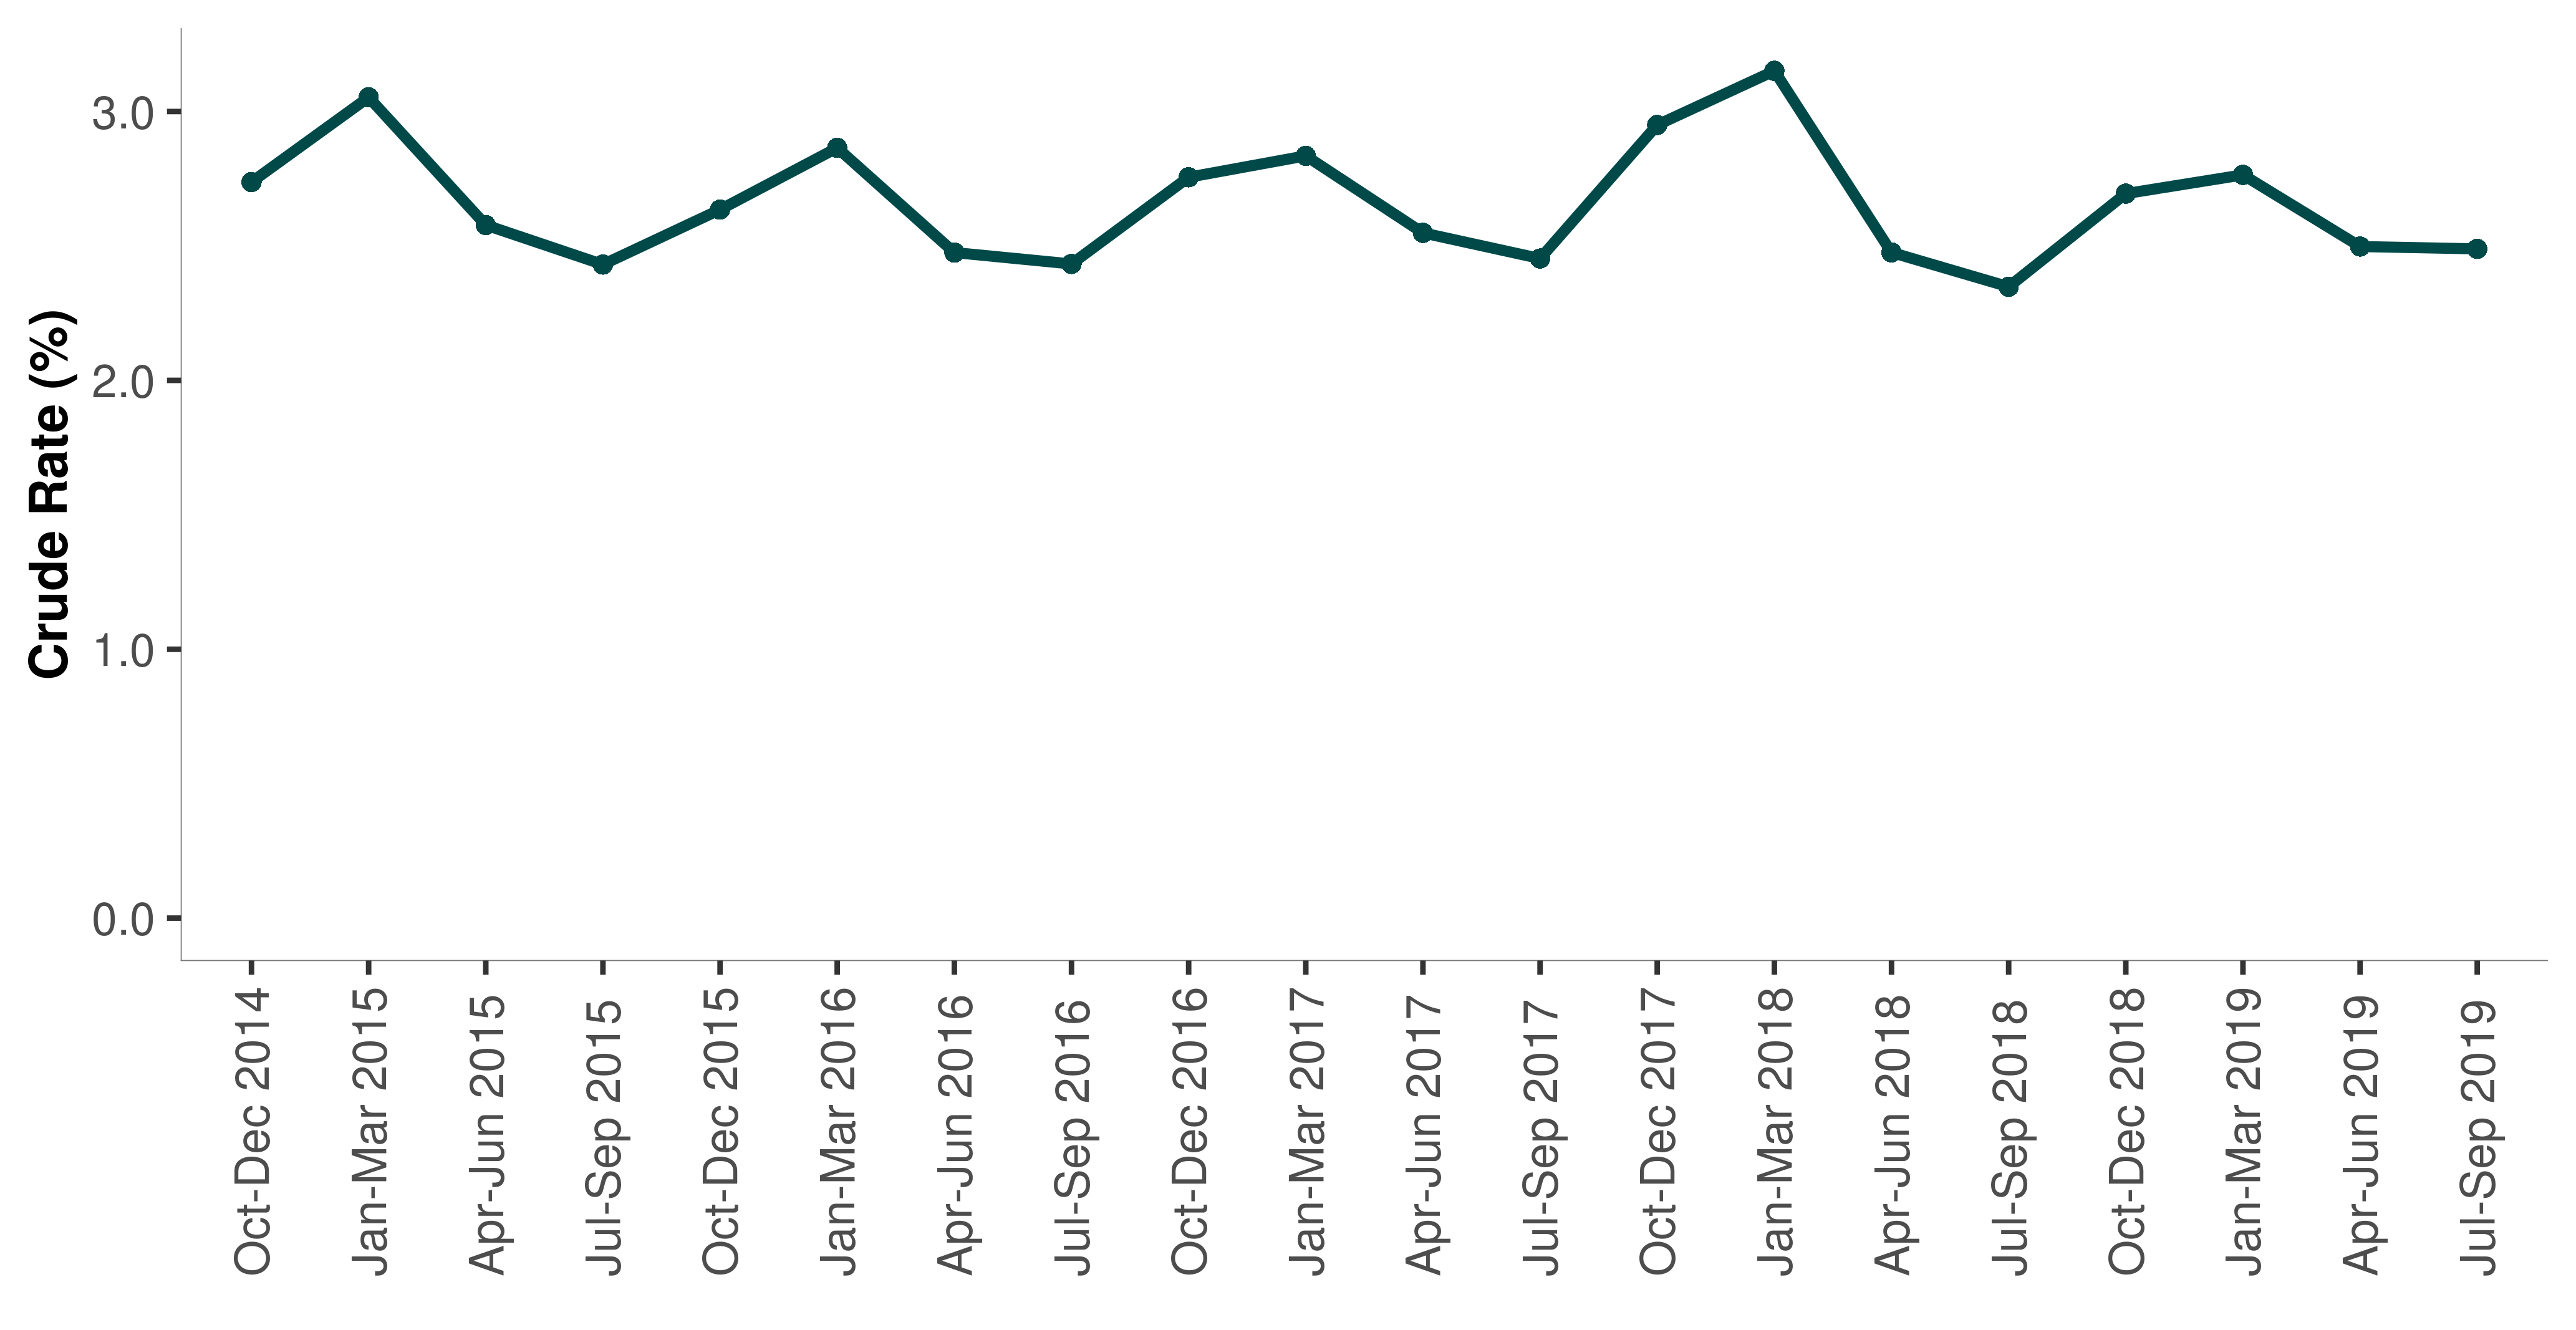 Crude Rate (%)
3.0
2.0
1.0
0.0
Oct-Dec 2014
Jan-Mar 2015
Apr-Jun 2015
Jul-Sep 2015
Oct-Dec 2015
Jan-Mar 2016
Apr-Jun 2016
Jul-Sep 2016
Oct-Dec 2016
Jan-Mar 2017
Apr-Jun 2017
Jul-Sep 2017
Oct-Dec 2017
Jan-Mar 2018
Apr-Jun 2018
Jul-Sep 2018
Oct-Dec 2018
Jan-Mar 2019
Apr-Jun 2019
Jul-Sep 2019